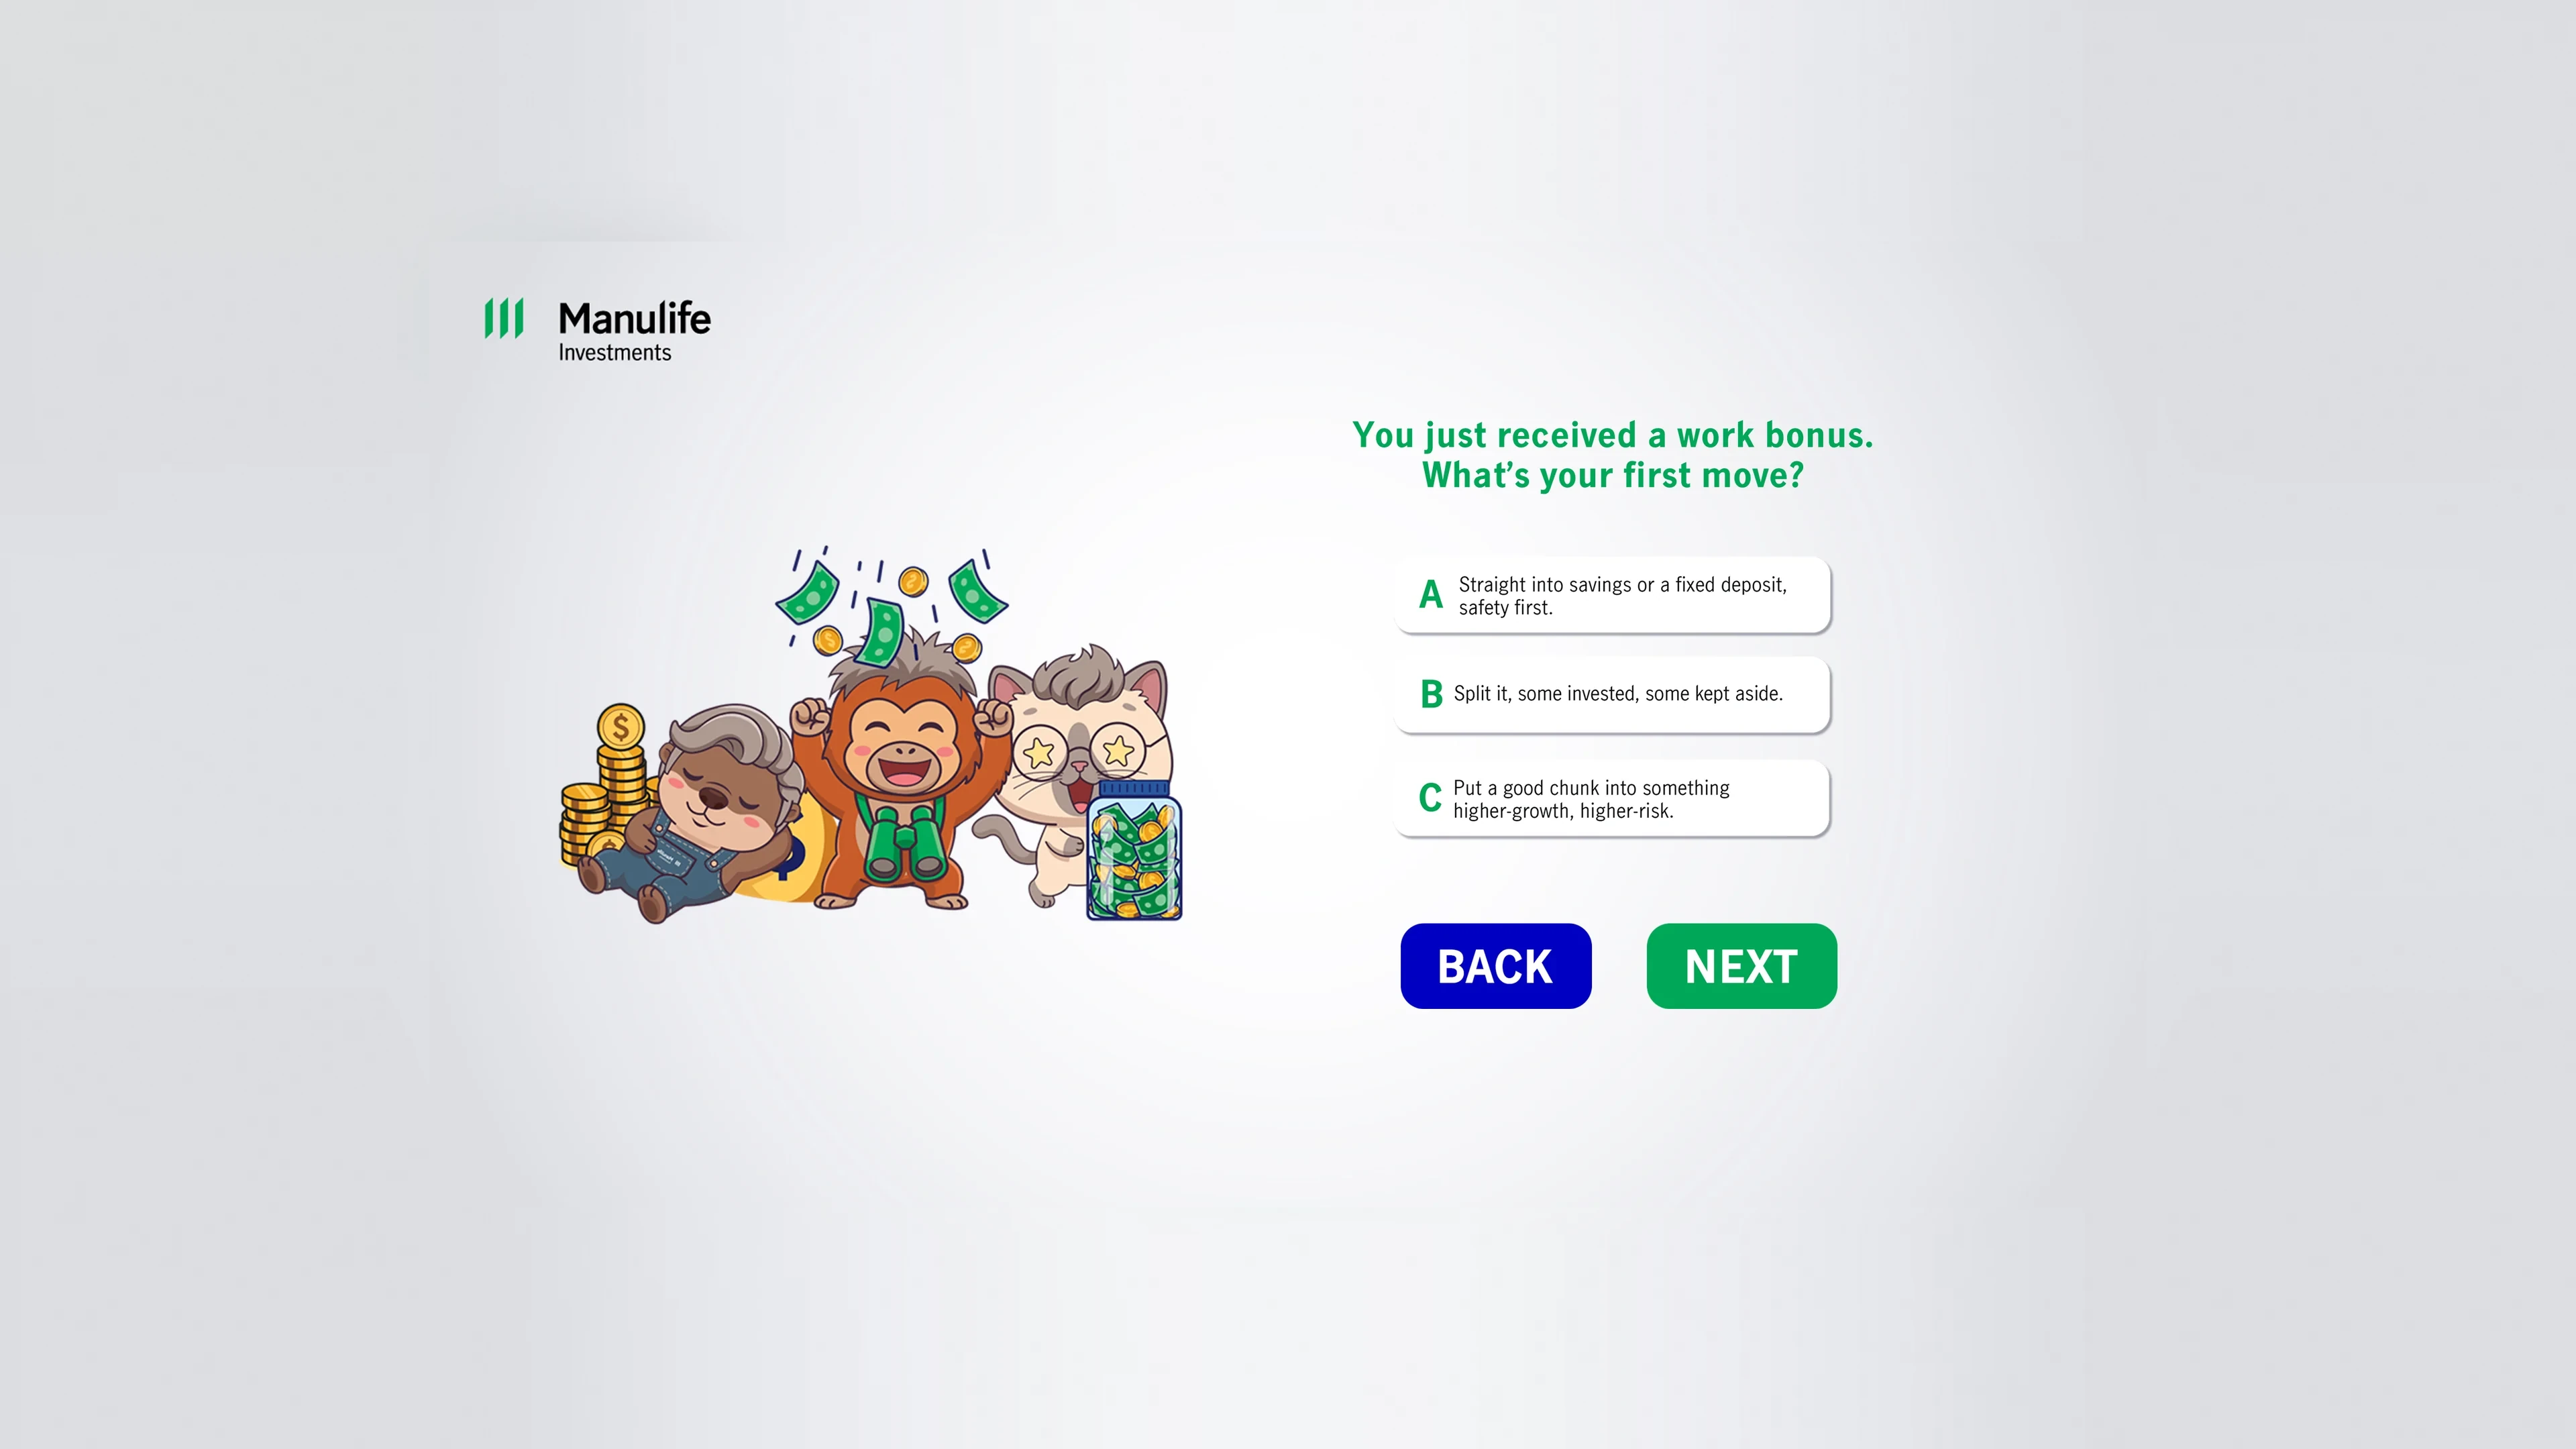 Manulife
Investments
You just received a work bonus.
What’s your first move?
A Straight into savings or a fixed deposit,
safety first.
B Split it, some invested, some kept aside.
C Put a good chunk into something
higher-growth, higher-risk.
BACK NEXT